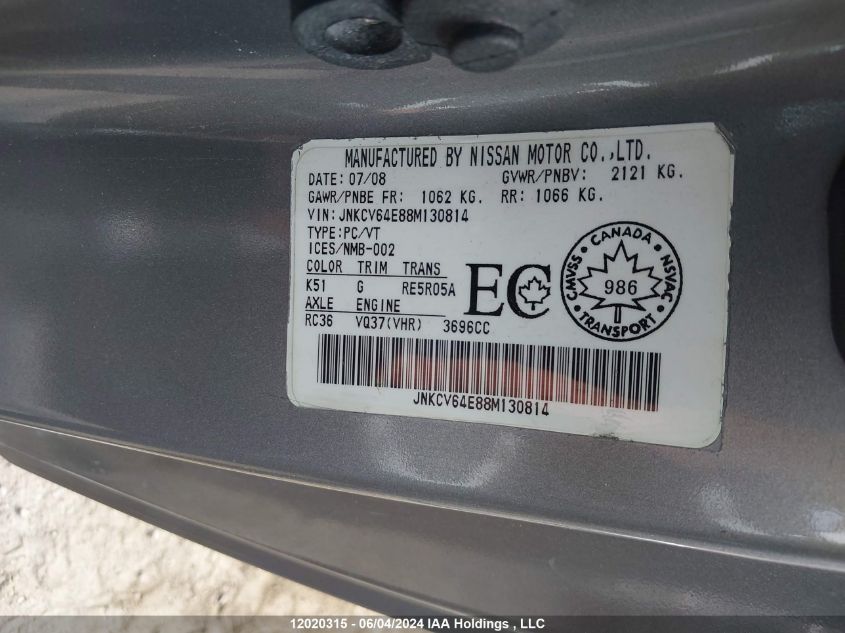 MANUFACTURED BY NISSAN MOTOR CO.,LTD.
DATE: 07/08 GVWR/PNBV: 2121 KG.
GAWR/PNBE FR: 1062 KG. RR: 1066 KG.
VIN: JNKCV64E88M130814
TYPE:PC/VT
ICES/NMB-002
COLOR TRIM TRANS
K51 G RE5R05A
AXLE ENGINE
RC36 VQ37(VHR) 3696CC
EC
CANADA
CMVSS NSVAC
986
TRANSPORT
JNKCV64E88M130814
12020315 - 06/04/2024 IAA Holdings , LLC